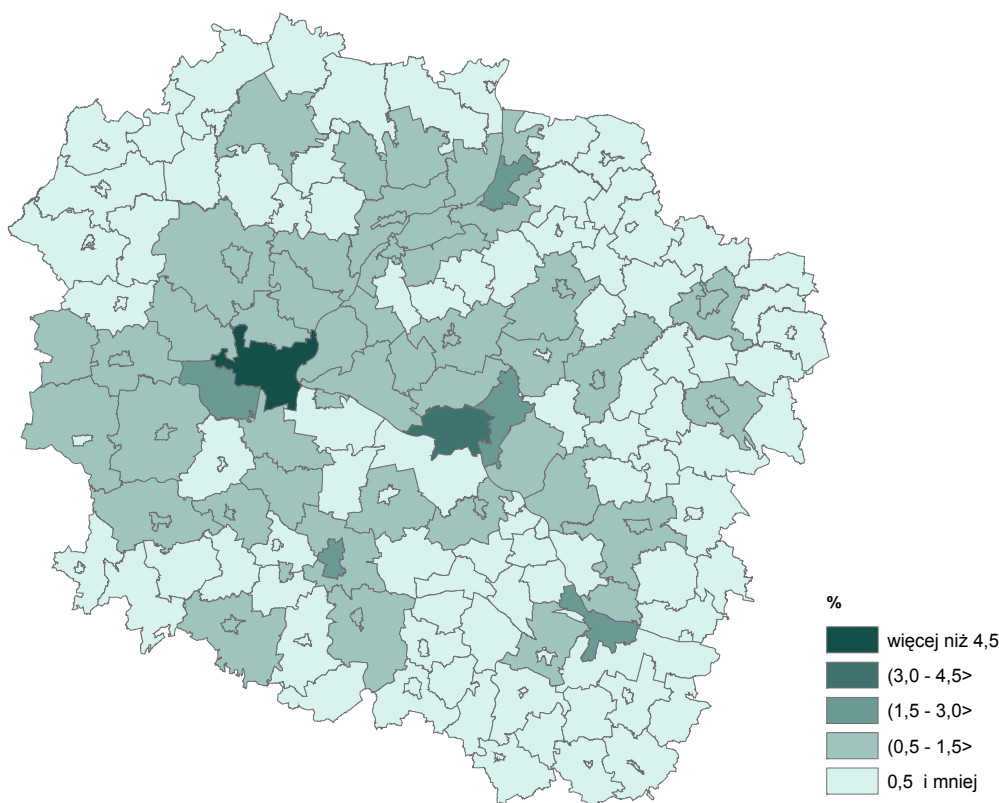 %
więcej niż 4,5
(3,0 - 4,5>
(1,5 - 3,0>
(0,5 - 1,5>
0,5 i mniej